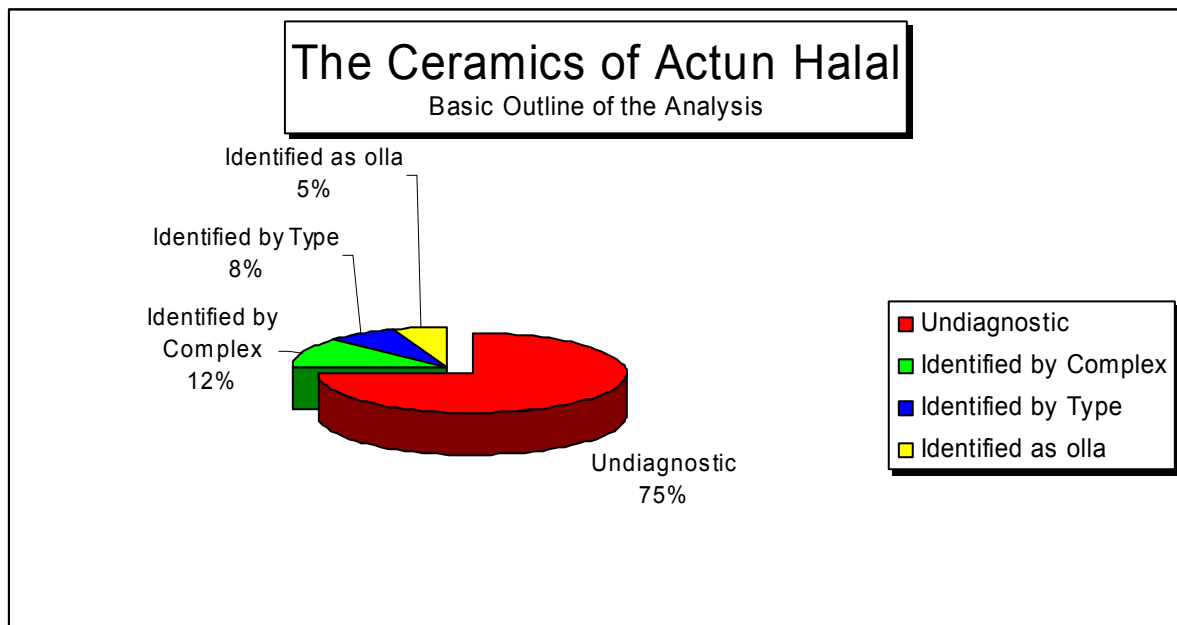 The Ceramics of Actun Halal
Basic Outline of the Analysis
Identified as olla
5%
Identified by Type
8%
Identified by
Complex
12%
Undiagnostic
75%
Undiagnostic
Identified by Complex
Identified by Type
Identified as olla